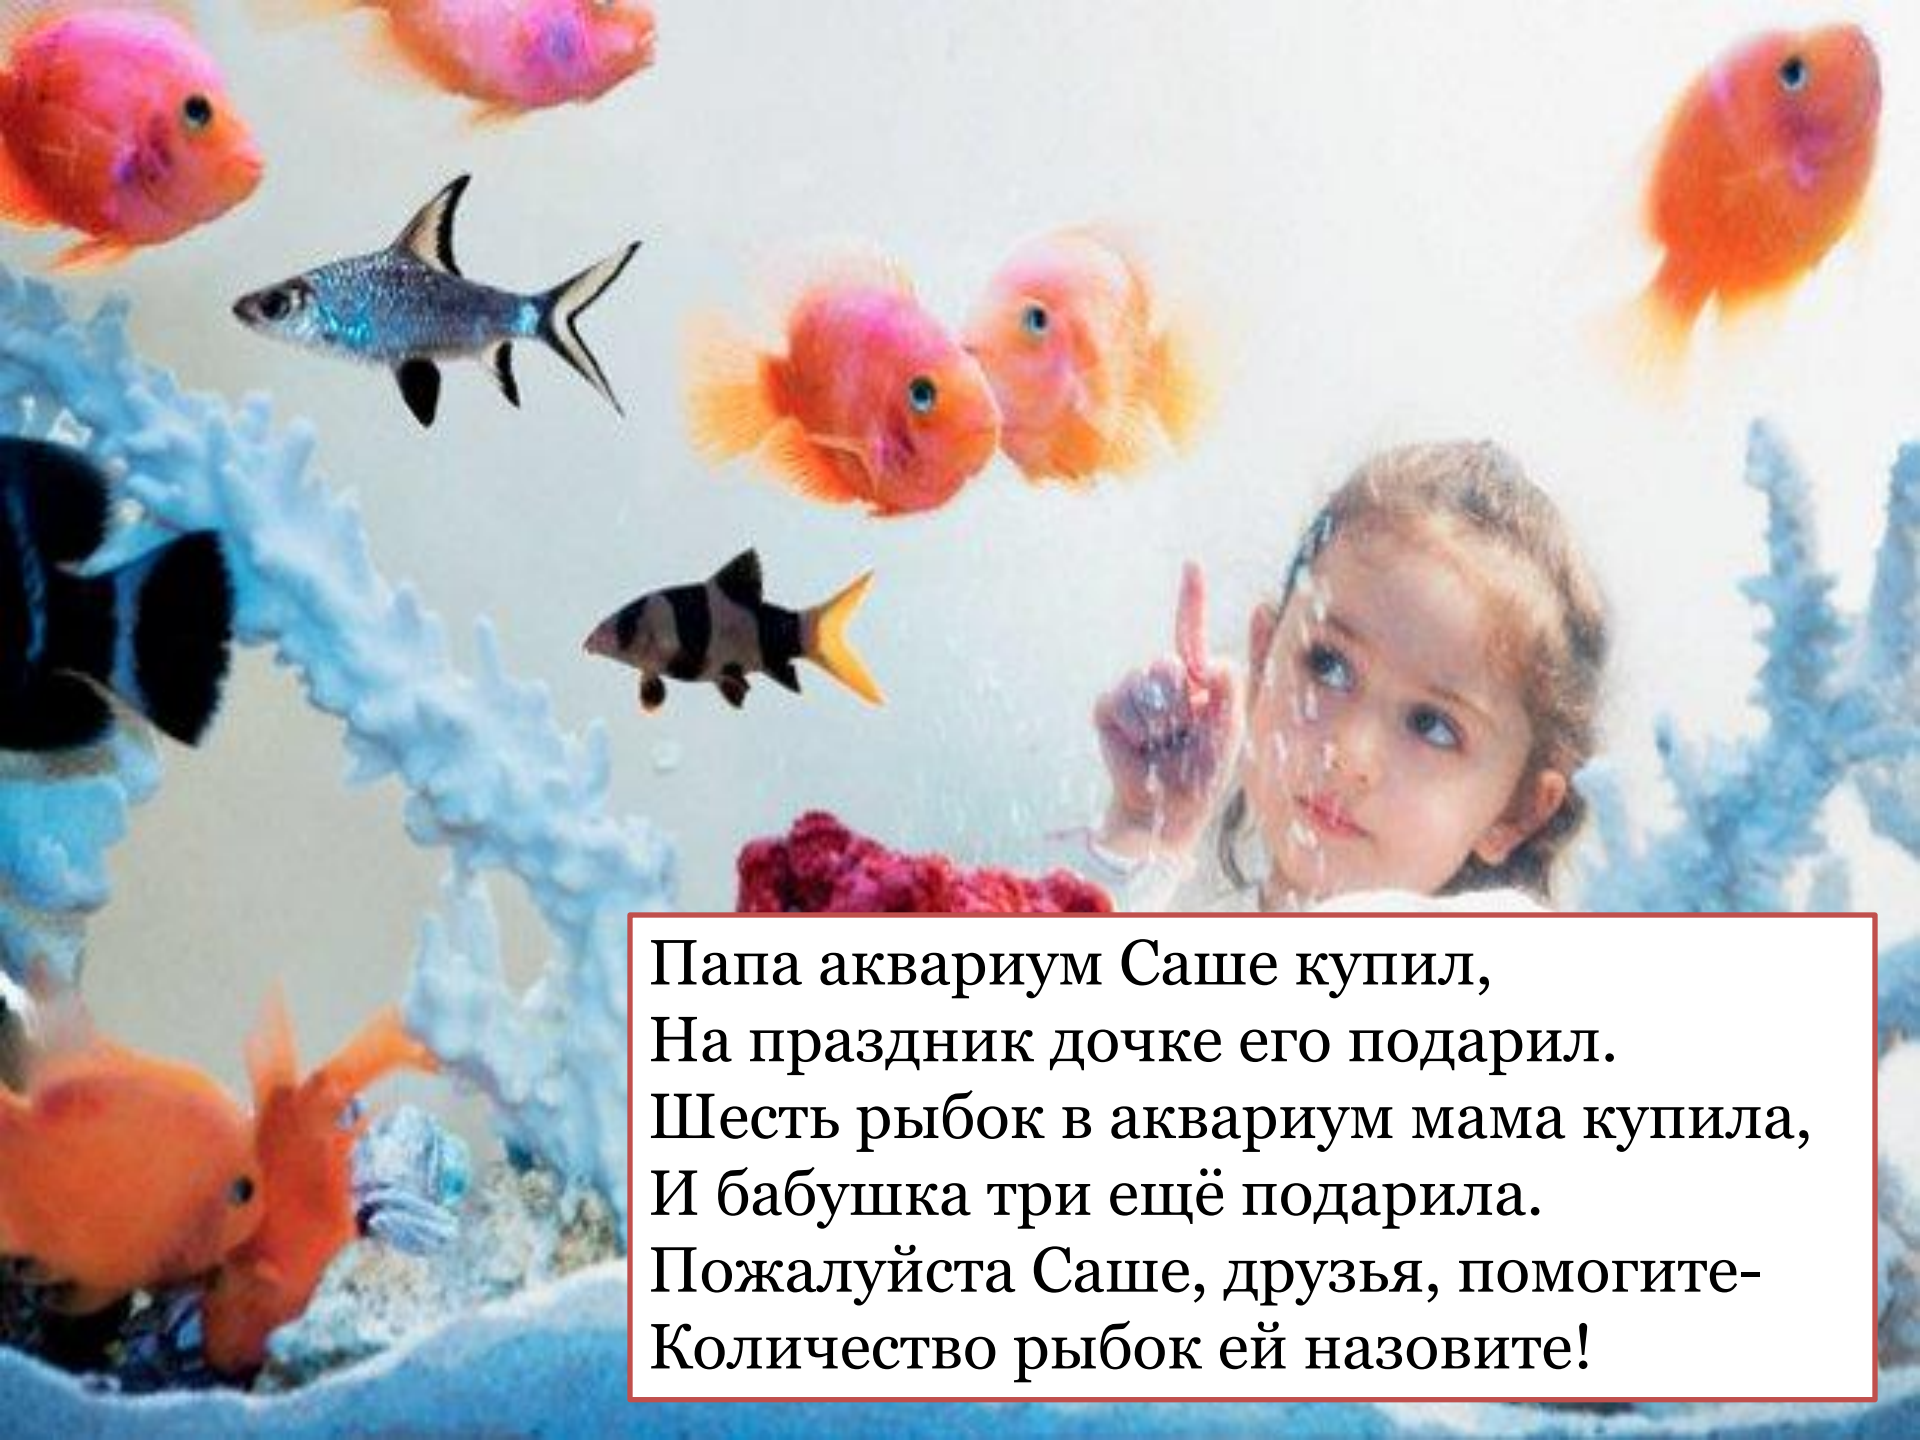 Папа аквариум Саше купил,
На праздник дочке его подарил.
Шесть рыбок в аквариум мама купила,
И бабушка три ещё подарила.
Пожалуйста Саше, друзья, помогите-
Количество рыбок ей назовите!